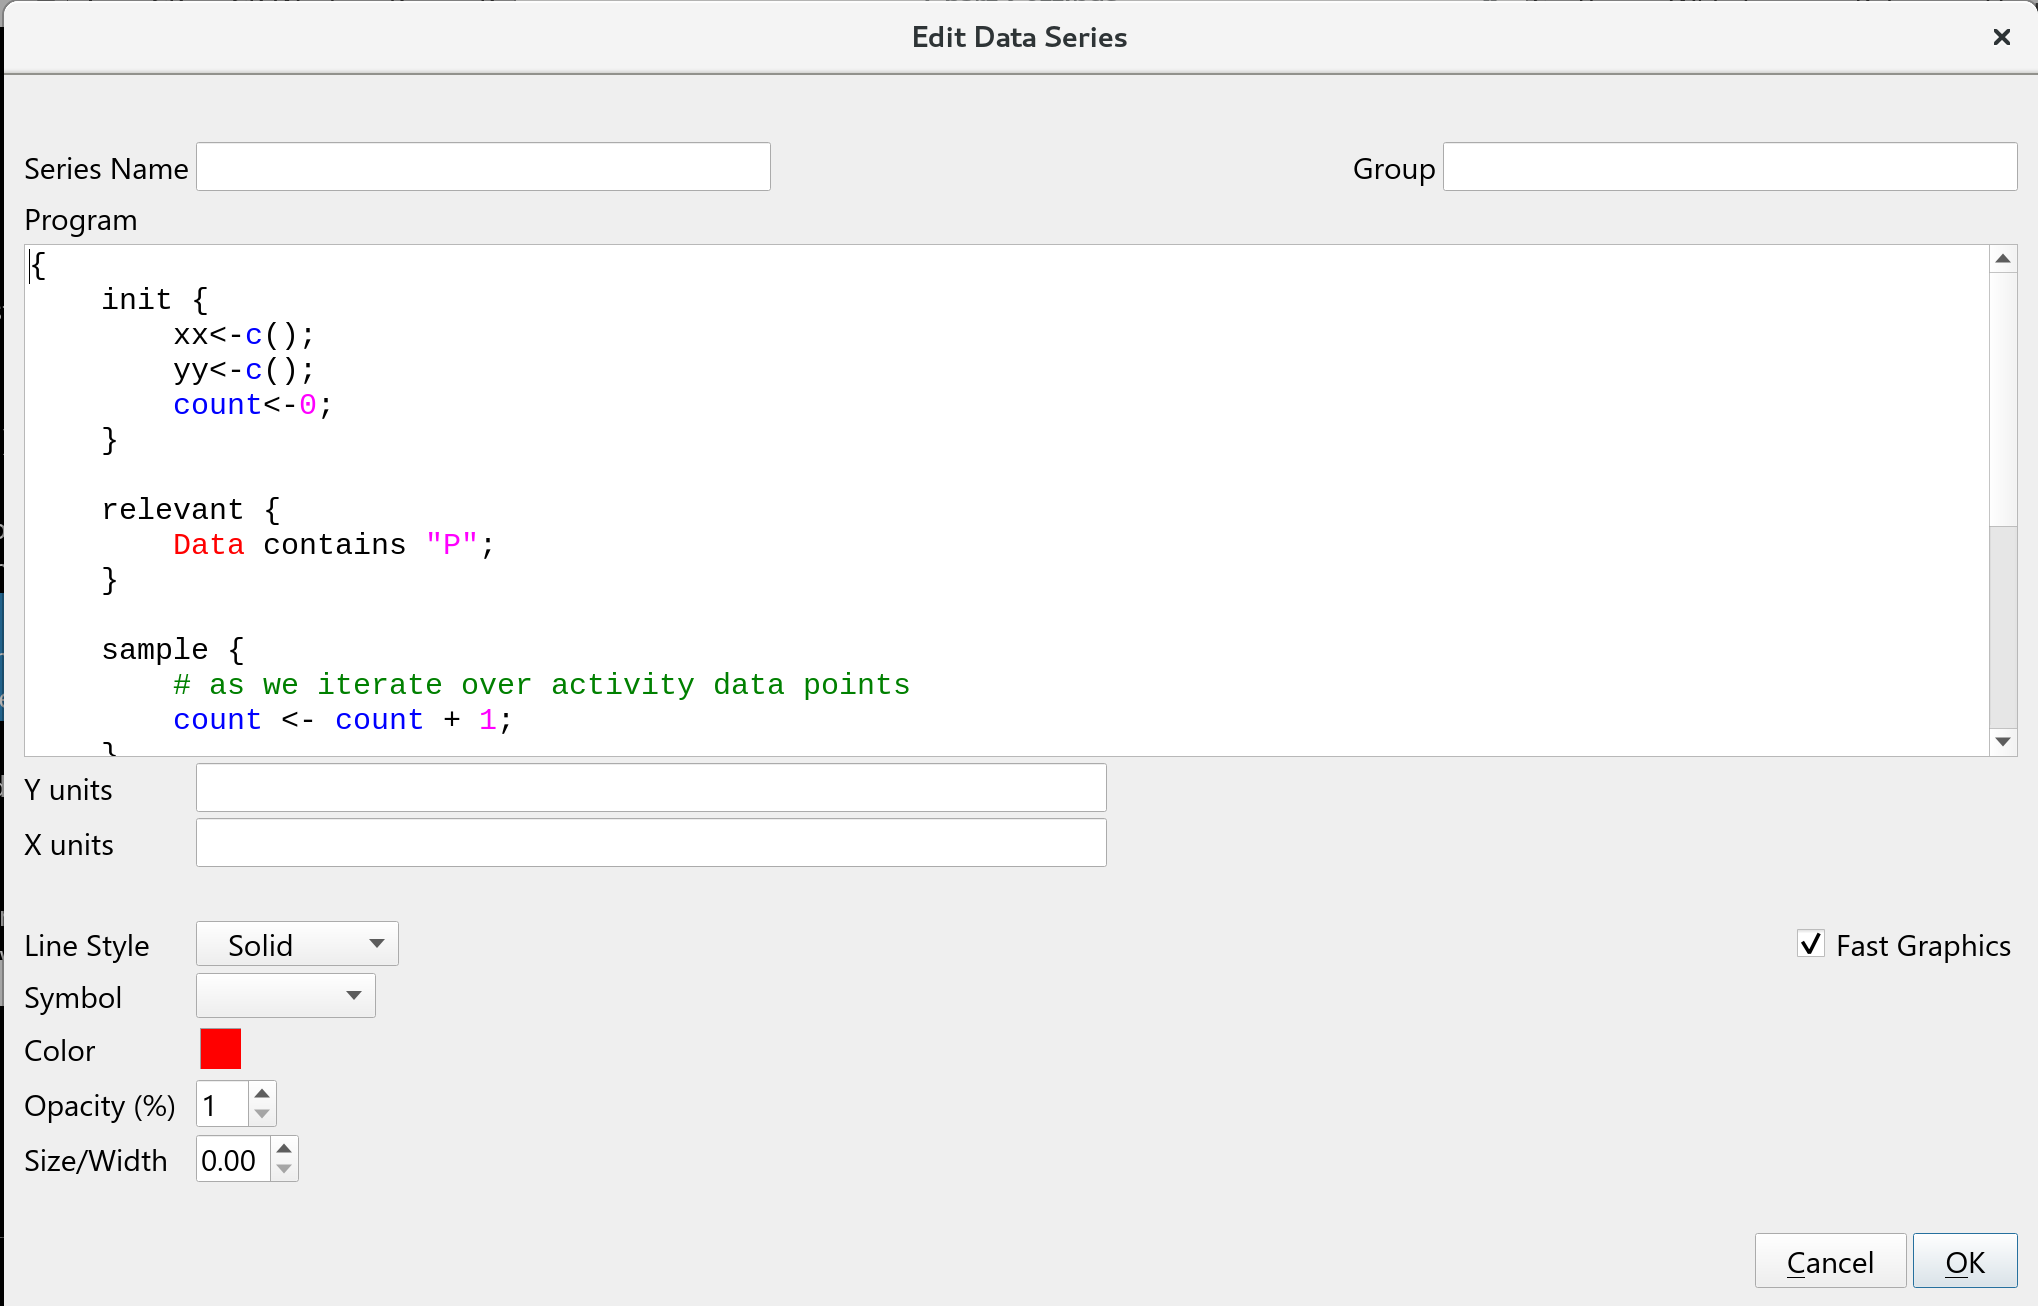 Edit Data Series
Series Name
Group
Program
{
    init {
        xx<-c();
        yy<-c();
        count<-0;
    }
    relevant {
        Data contains "P";
    }
    sample {
        # as we iterate over activity data points
        count <- count + 1;
    }
Y units
X units
Line Style Solid
Fast Graphics
Symbol
Color
Opacity (%) 1
Size/Width 0.00
Cancel OK